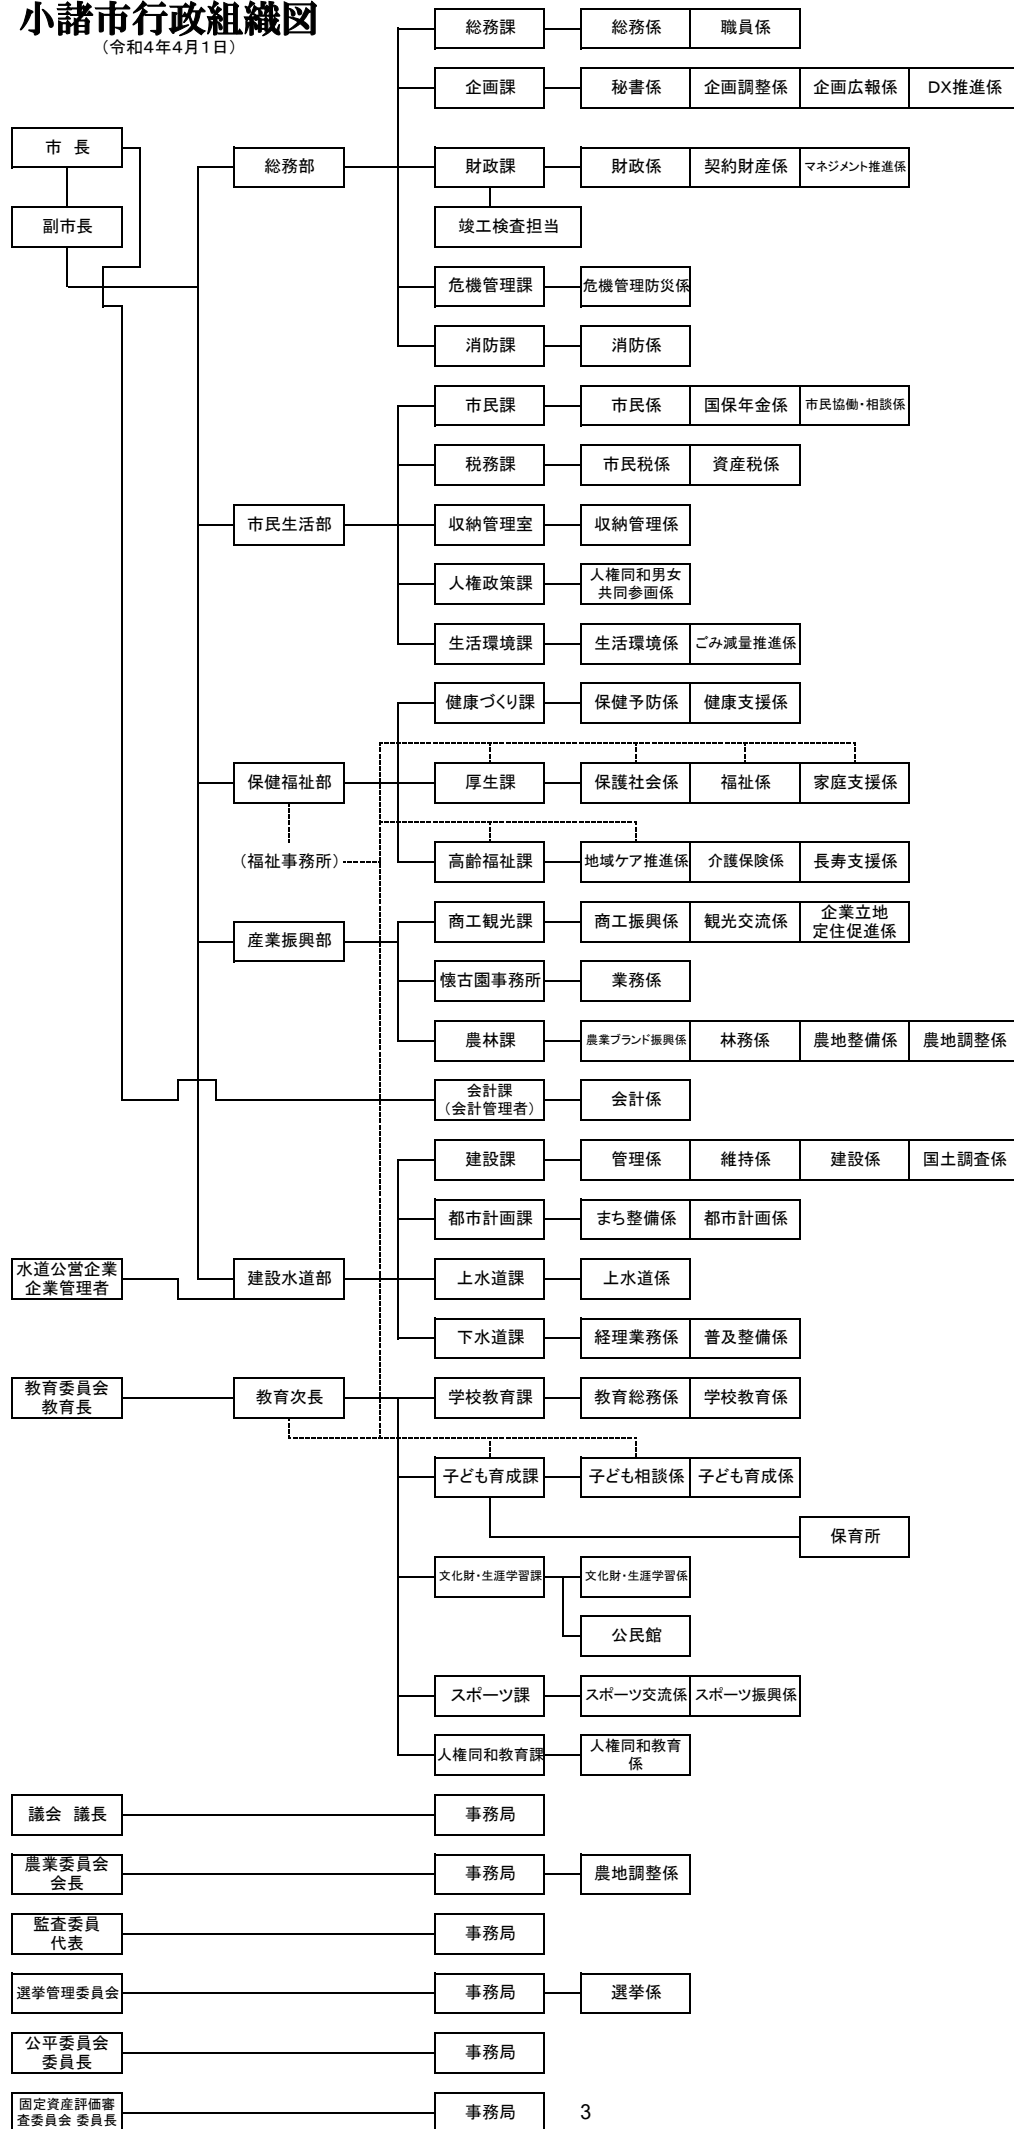 小諸市行政組織図
（令和4年4月1日）
総務課
総務係
職員係
企画課
秘書係
企画調整係
企画広報係
DX推進係
市　長
総務部
財政課
財政係
契約財産係
マネジメント推進係
副市長
竣工検査担当
危機管理課
危機管理防災係
消防課
消防係
市民課
市民係
国保年金係
市民協働・相談係
税務課
市民税係
資産税係
市民生活部
収納管理室
収納管理係
人権政策課
人権同和男女
共同参画係
生活環境課
生活環境係
ごみ減量推進係
健康づくり課
保健予防係
健康支援係
保健福祉部
厚生課
保護社会係
福祉係
家庭支援係
（福祉事務所）
高齢福祉課
地域ケア推進係
介護保険係
長寿支援係
産業振興部
商工観光課
商工振興係
観光交流係
企業立地
定住促進係
懐古園事務所
業務係
農林課
農業ブランド振興係
林務係
農地整備係
農地調整係
会計課
（会計管理者）
会計係
建設課
管理係
維持係
建設係
国土調査係
都市計画課
まち整備係
都市計画係
水道公営企業
企業管理者
建設水道部
上水道課
上水道係
下水道課
経理業務係
普及整備係
教育委員会
教育長
教育次長
学校教育課
教育総務係
学校教育係
子ども育成課
子ども相談係
子ども育成係
保育所
文化財・生涯学習課
文化財・生涯学習係
公民館
スポーツ課
スポーツ交流係
スポーツ振興係
人権同和教育課
人権同和教育
係
議会　議長
事務局
農業委員会
会長
事務局
農地調整係
監査委員
代表
事務局
選挙管理委員会
事務局
選挙係
公平委員会
委員長
事務局
固定資産評価審
査委員会 委員長
事務局
3